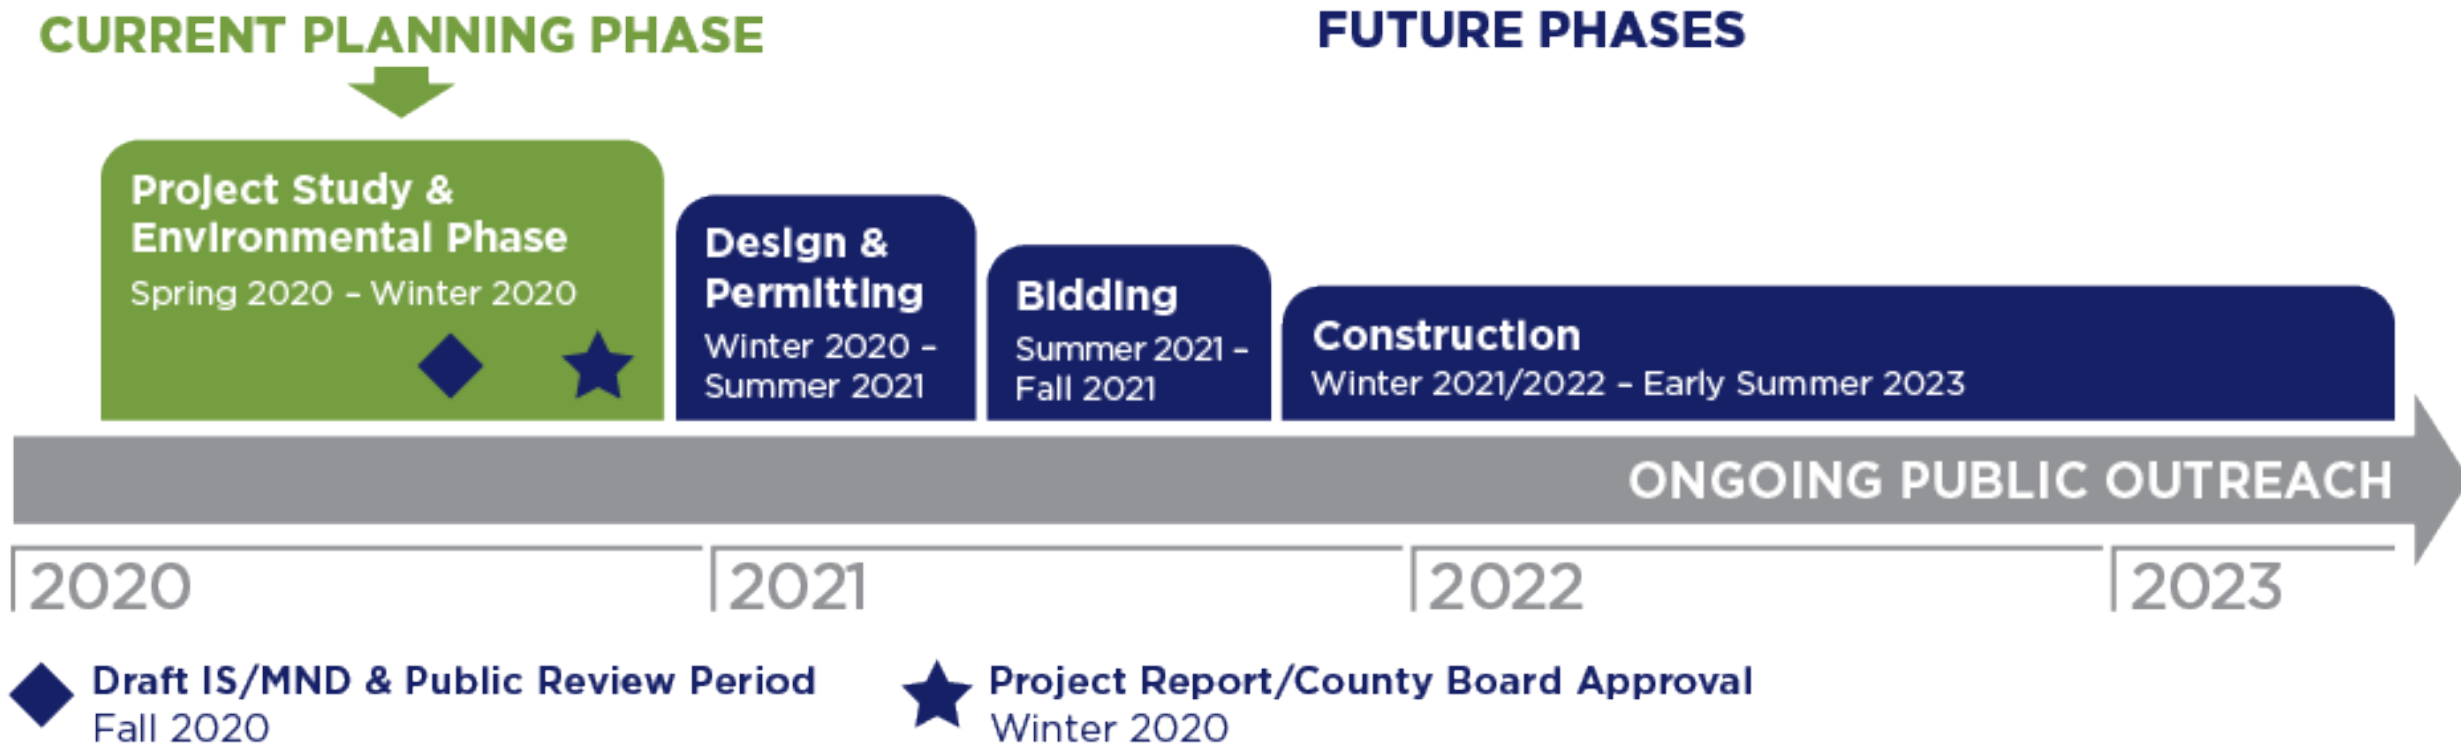 CURRENT PLANNING PHASE
FUTURE PHASES
Project Study &
Environmental Phase
Spring 2020 – Winter 2020
Design &
Permitting
Winter 2020 –
Summer 2021
Bidding
Summer 2021 –
Fall 2021
Construction
Winter 2021/2022 – Early Summer 2023
ONGOING PUBLIC OUTREACH
2020
2021
2022
2023
Draft IS/MND & Public Review Period
Fall 2020
Project Report/County Board Approval
Winter 2020